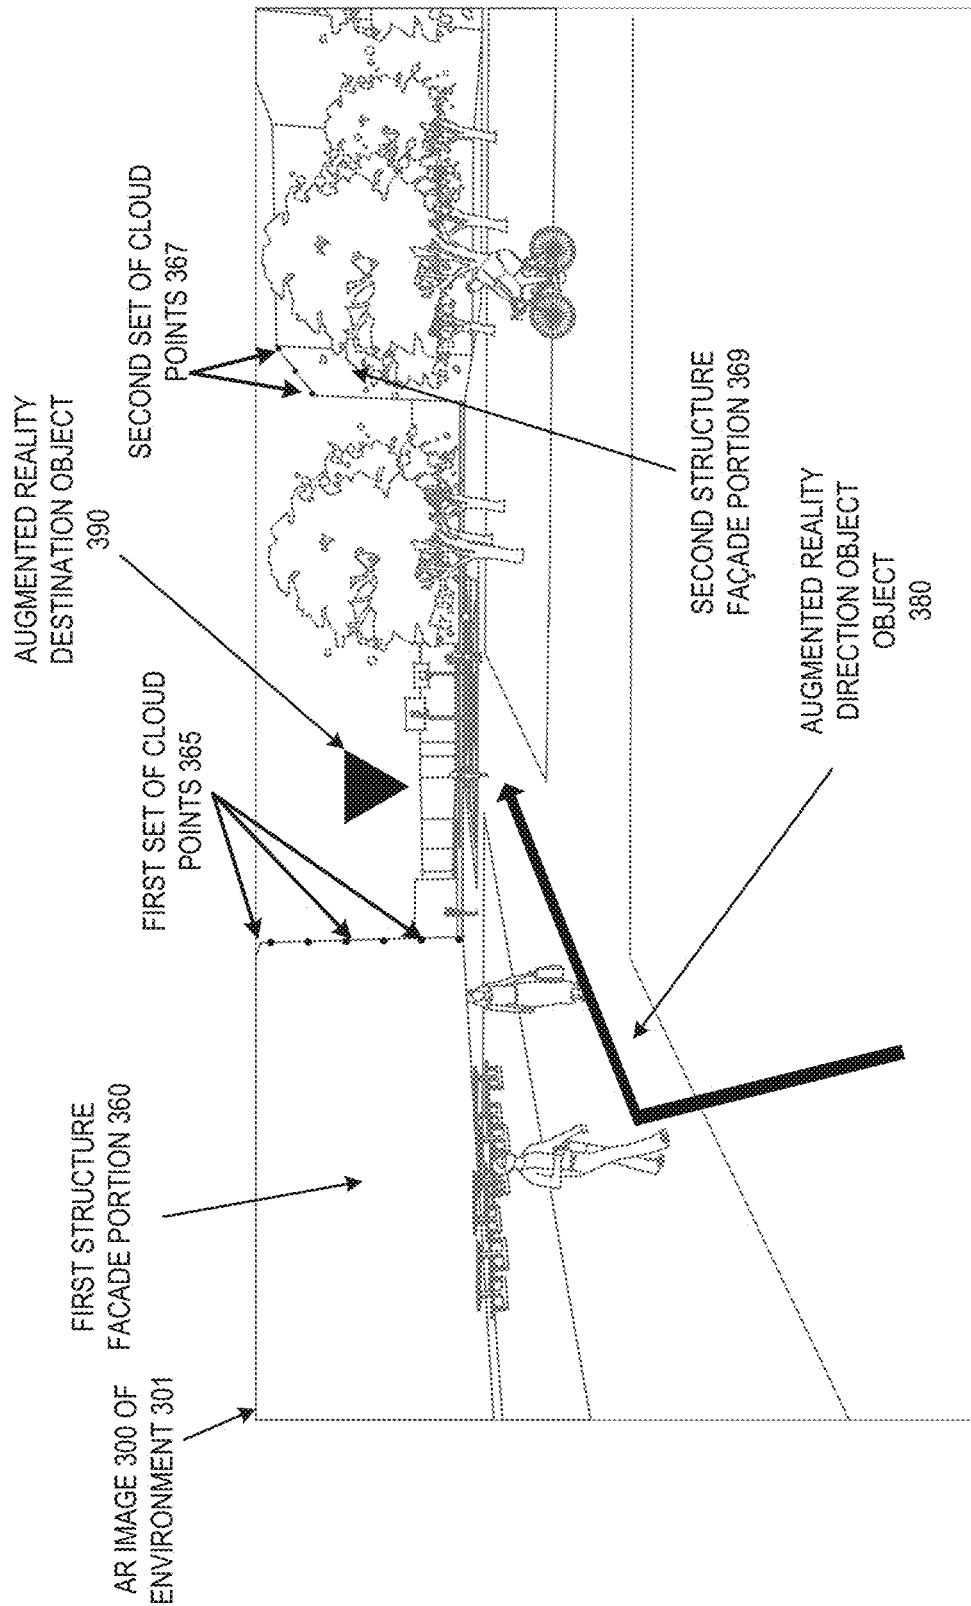 AR IMAGE 300 OF
ENVIRONMENT 301
FIRST STRUCTURE
FACADE PORTION 360
FIRST SET OF CLOUD
POINTS 365
AUGMENTED REALITY
DESTINATION OBJECT
390
SECOND SET OF CLOUD
POINTS 367
SECOND STRUCTURE
FAÇADE PORTION 369
AUGMENTED REALITY
DIRECTION OBJECT
OBJECT
380